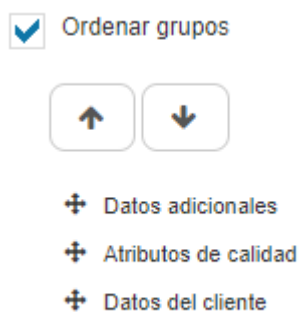 Ordenar grupos
Datos adicionales
Atributos de calidad
Datos del cliente